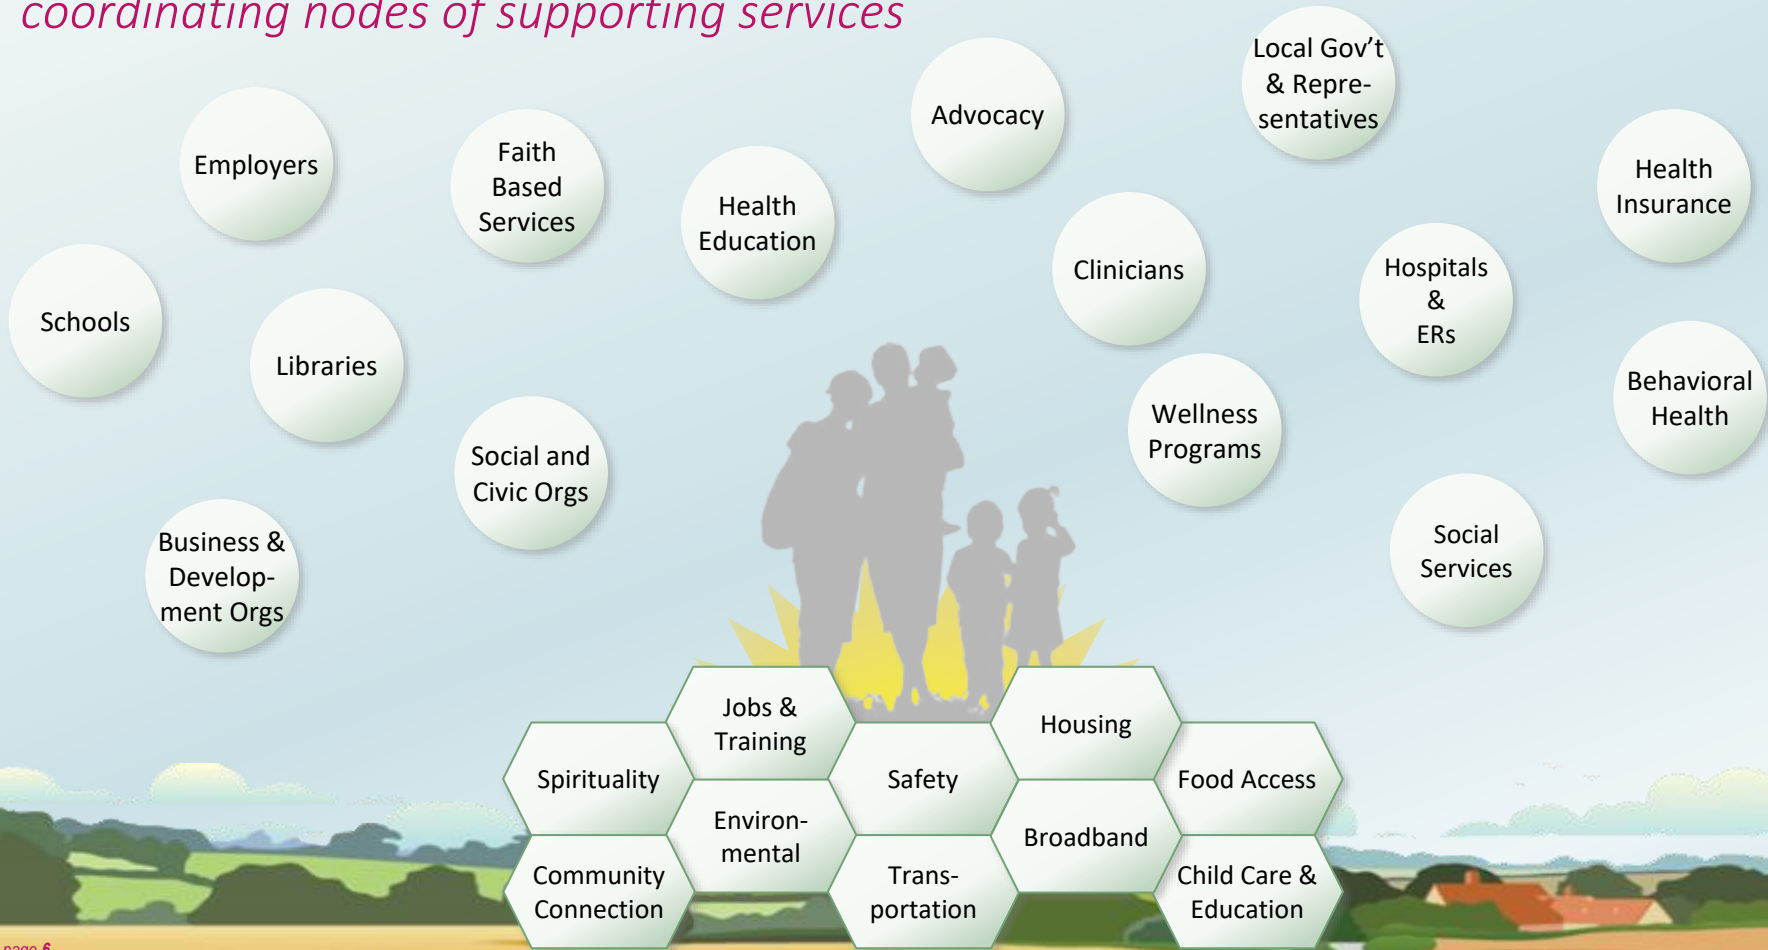 coordinating nodes of supporting services
Local Gov't
& Repre-
sentatives
Advocacy
Employers
Faith
Based
Services
Health
Education
Health
Insurance
Clinicians
Hospitals
&
ERs
Schools
Libraries
Behavioral
Health
Wellness
Programs
Social and
Civic Orgs
Business &
Develop-
ment Orgs
Social
Services
Jobs &
Training
Housing
Spirituality
Safety
Food Access
Environ-
mental
Broadband
Community
Connection
Trans-
portation
Child Care &
Education
page 6